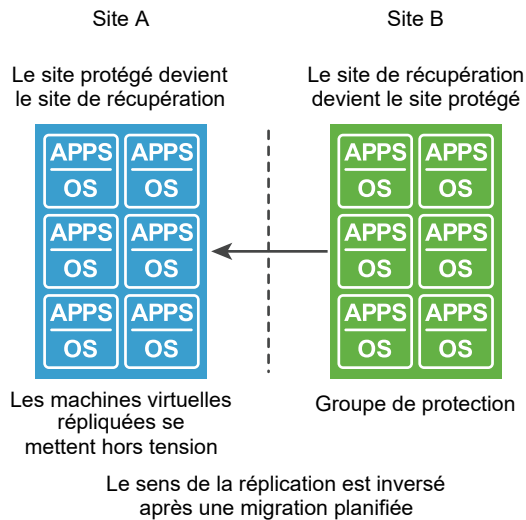 Site A
Site B
Le site protégé devient
le site de récupération
Le site de récupération
devient le site protégé
APPS APPS
OS OS
APPS APPS
OS OS
APPS APPS
OS OS
APPS APPS
OS OS
APPS APPS
OS OS
APPS APPS
OS OS
Les machines virtuelles
répliquées se
mettent hors tension
Groupe de protection
Le sens de la réplication est inversé
après une migration planifiée